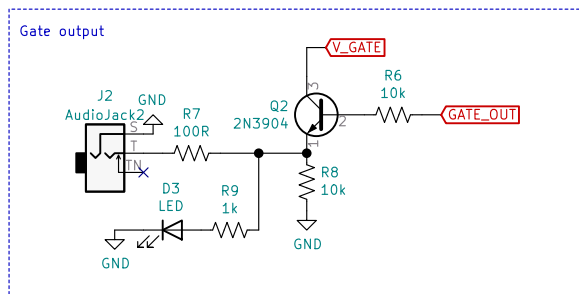 Gate output
V_GATE
J2
AudioJack2
GND
S
T
TN
R7
100R
Q2
2N3904
3
2
1
R6
10k
GATE_OUT
R8
10k
GND
D3
LED
R9
1k
GND